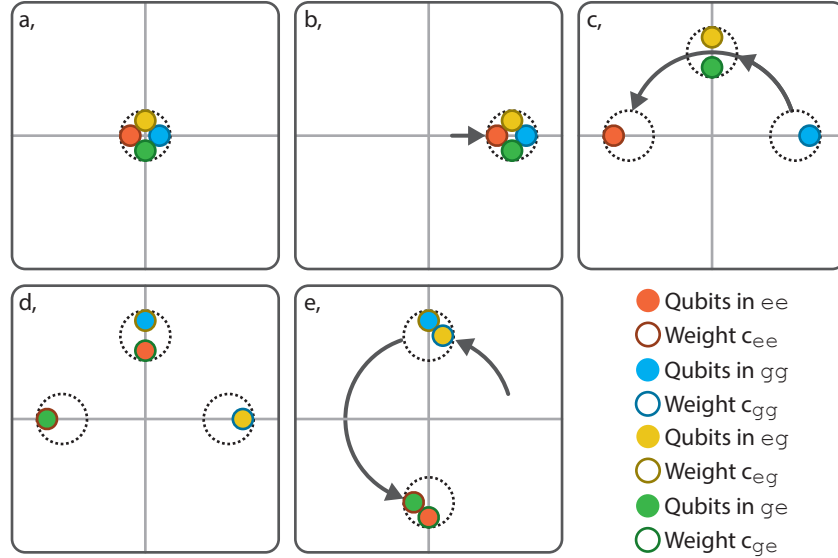 a,
b,
c,
d,
e,
Qubits in ee
Weight cee
Qubits in gg
Weight cgg
Qubits in eg
Weight ceg
Qubits in ge
Weight cge